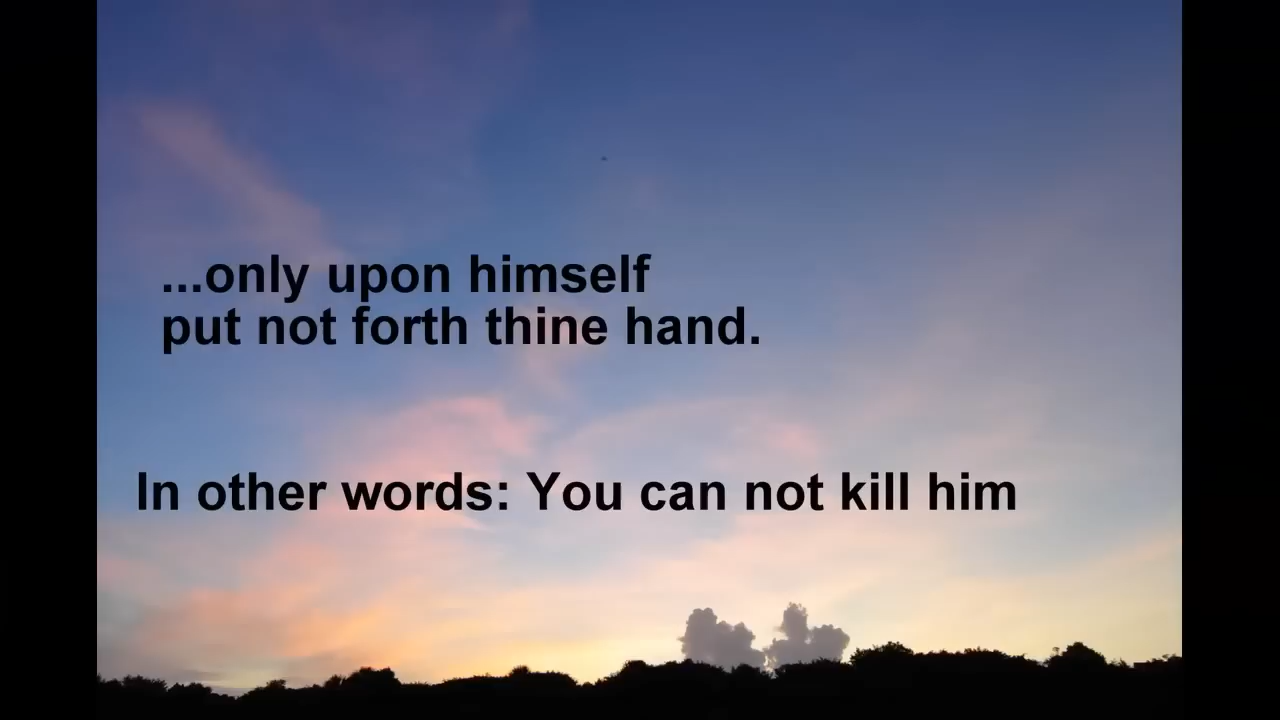 ...only upon himself
put not forth thine hand.
In other words: You can not kill him